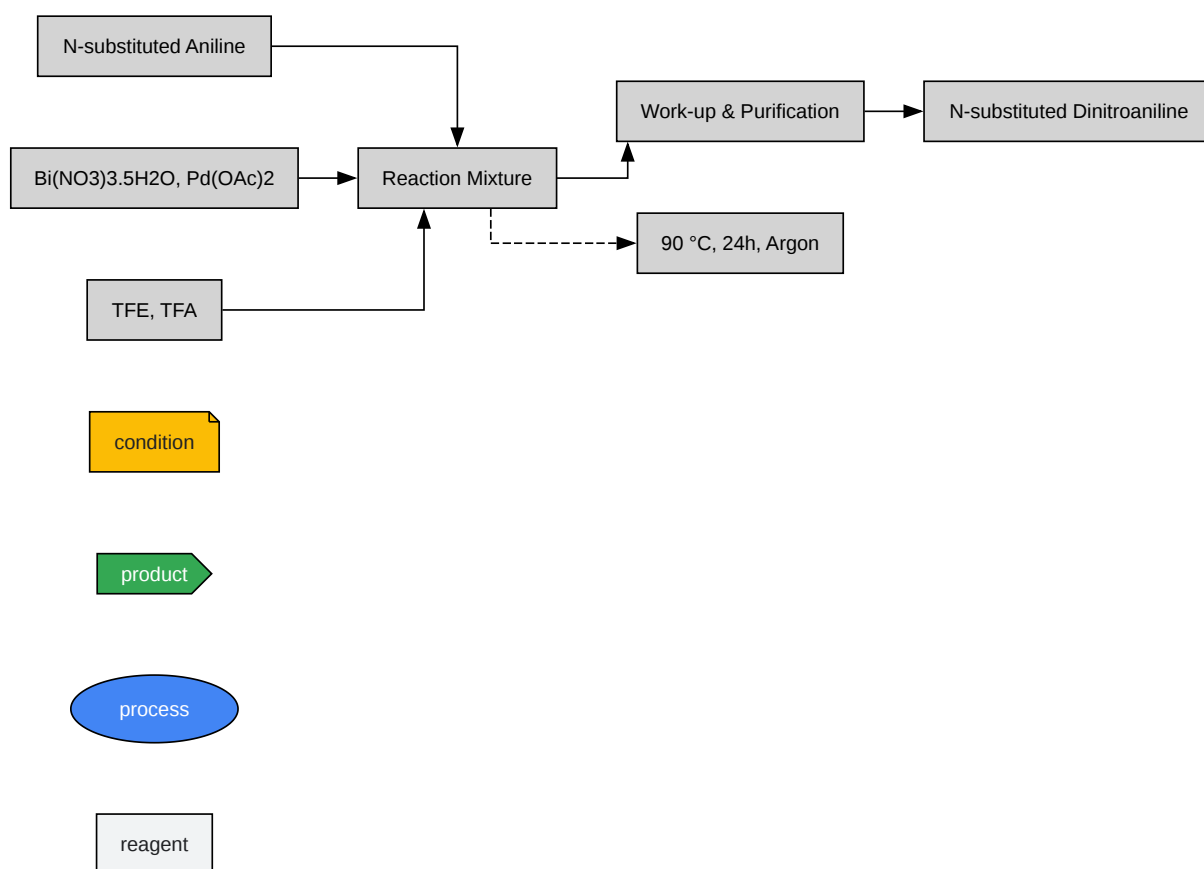 N-substituted Aniline
Work-up & Purification
N-substituted Dinitroaniline
Bi(NO3)3.5H2O, Pd(OAc)2
Reaction Mixture
90 °C, 24h, Argon
TFE, TFA
condition
product
process
reagent